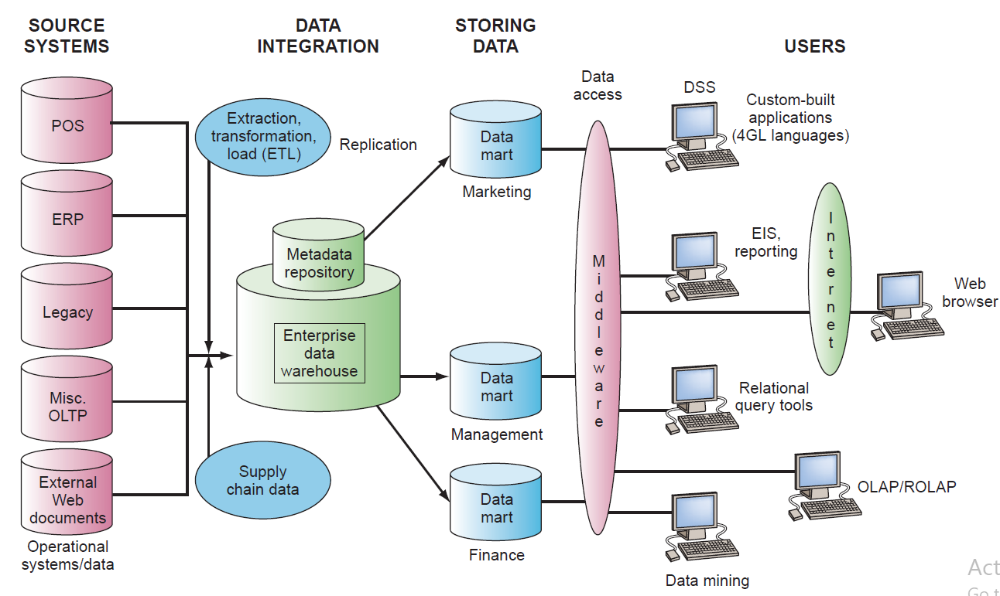 SOURCE
SYSTEMS
DATA
INTEGRATION
STORING
DATA
USERS
POS
ERP
Legacy
Misc.
OLTP
External
Web
documents
Operational
systems/data
Extraction,
transformation,
load (ETL)
Replication
Metadata
repository
Enterprise
data
warehouse
Supply
chain data
Data
mart
Marketing
Data
mart
Management
Data
mart
Finance
Data
access
Middleware
DSS
Custom-built
applications
(4GL languages)
EIS,
reporting
Internet
Web
browser
Relational
query tools
OLAP/ROLAP
Data mining
Act